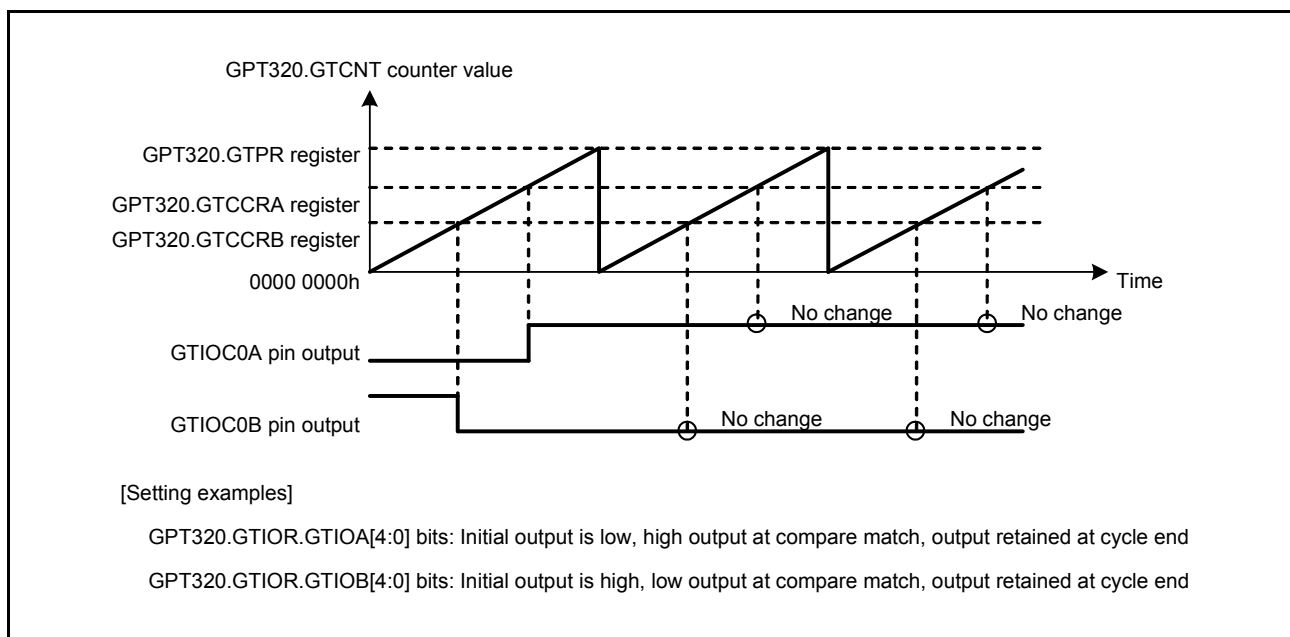 GPT320.GTCNT counter value
GPT320.GTPR register
GPT320.GTCCRA register
GPT320.GTCCRB register
0000 0000h
Time
No change
No change
GTIOC0A pin output
No change
No change
GTIOC0B pin output
[Setting examples]
GPT320.GTIOR.GTIOA[4:0] bits: Initial output is low, high output at compare match, output retained at cycle end
GPT320.GTIOR.GTIOB[4:0] bits: Initial output is high, low output at compare match, output retained at cycle end